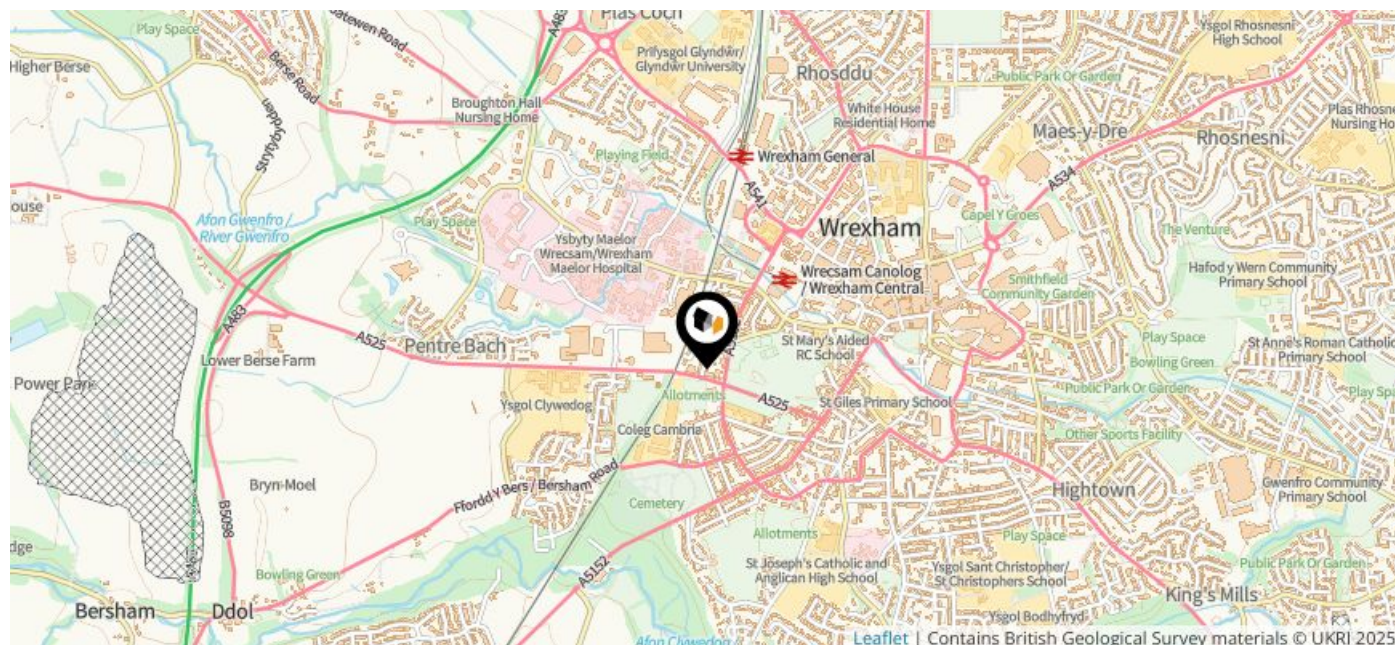 Play Space
Gatewen Road
A483
Plas Coch
Ysgol Rhosnesni
High School
Higher Berse
Berse Road
Prifysgol Glyndwr/
Glyndwr University
Rhosddu
Public Park Or Garden
Broughton Hall
Nursing Home
White House
Residential Home
Maes-y-Dre
Rhosnesni
Plas Rhosne
Nursing Ho
Strytybydden
Playing Field
Wrexham General
A541
A534
ouse
Afon Gwenfro /
River Gwenfro
Play Space
Ysbyty Maelor
Wrecsam/Wrexham
Maelor Hospital
Wrexham
Capel Y Groes
The Venture
Wrecsam Canolog
/ Wrexham Central
Smithfield
Community Garden
Hafod y Wern Community
Primary School
120
A483
A525
Pentre Bach
Lower Berse Farm
St Mary's Aided
RC School
Play Space
Bowling Green
St Anne's Roman Catholic
Primary School
Power Park
Ysgol Clywedog
Allotments
A525
St Giles Primary School
Public Park Or Garden
Play Spa
Coleg Cambria
Other Sports Facility
Bryn-Moel
B5098
Ffordd Y Bers / Bersham Road
Cemetery
Hightown
Gwenfro Community
Primary School
dge
Allotments
Play Space
Bowling Green
A5152
St Joseph's Catholic and
Anglican High School
Ysgol Sant Christopher/
St Christophers School
Public Park Or Garden
Bersham
Ddol
Ysgol Bodhyfryd
King's Mills
Afon Clywedog
Leaflet | Contains British Geological Survey materials © UKRI 2025